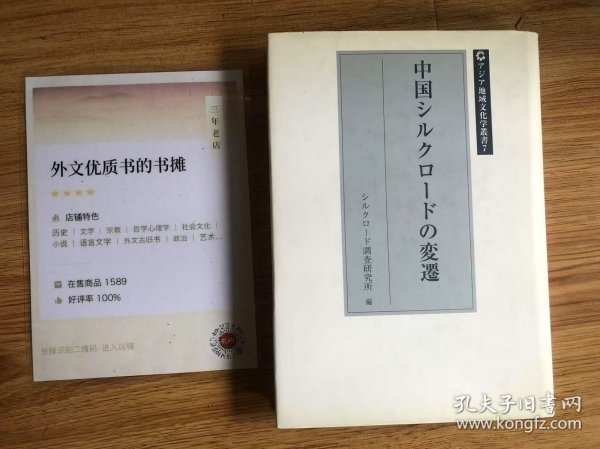 三年老店
外文优质书的书摊
店铺特色
历史 | 文学 | 宗教 | 哲学心理学 | 社会文化 |
小说 | 语言文字 | 外文古旧书 | 政治 | 艺术...
在售商品 1589
好评率 100%
长按识别二维码 进入店铺
アジア地域文化学叢書7
中国シルクロードの変遷
シルクロード調査研究所 編
孔夫子旧书网
www.kongfz.com